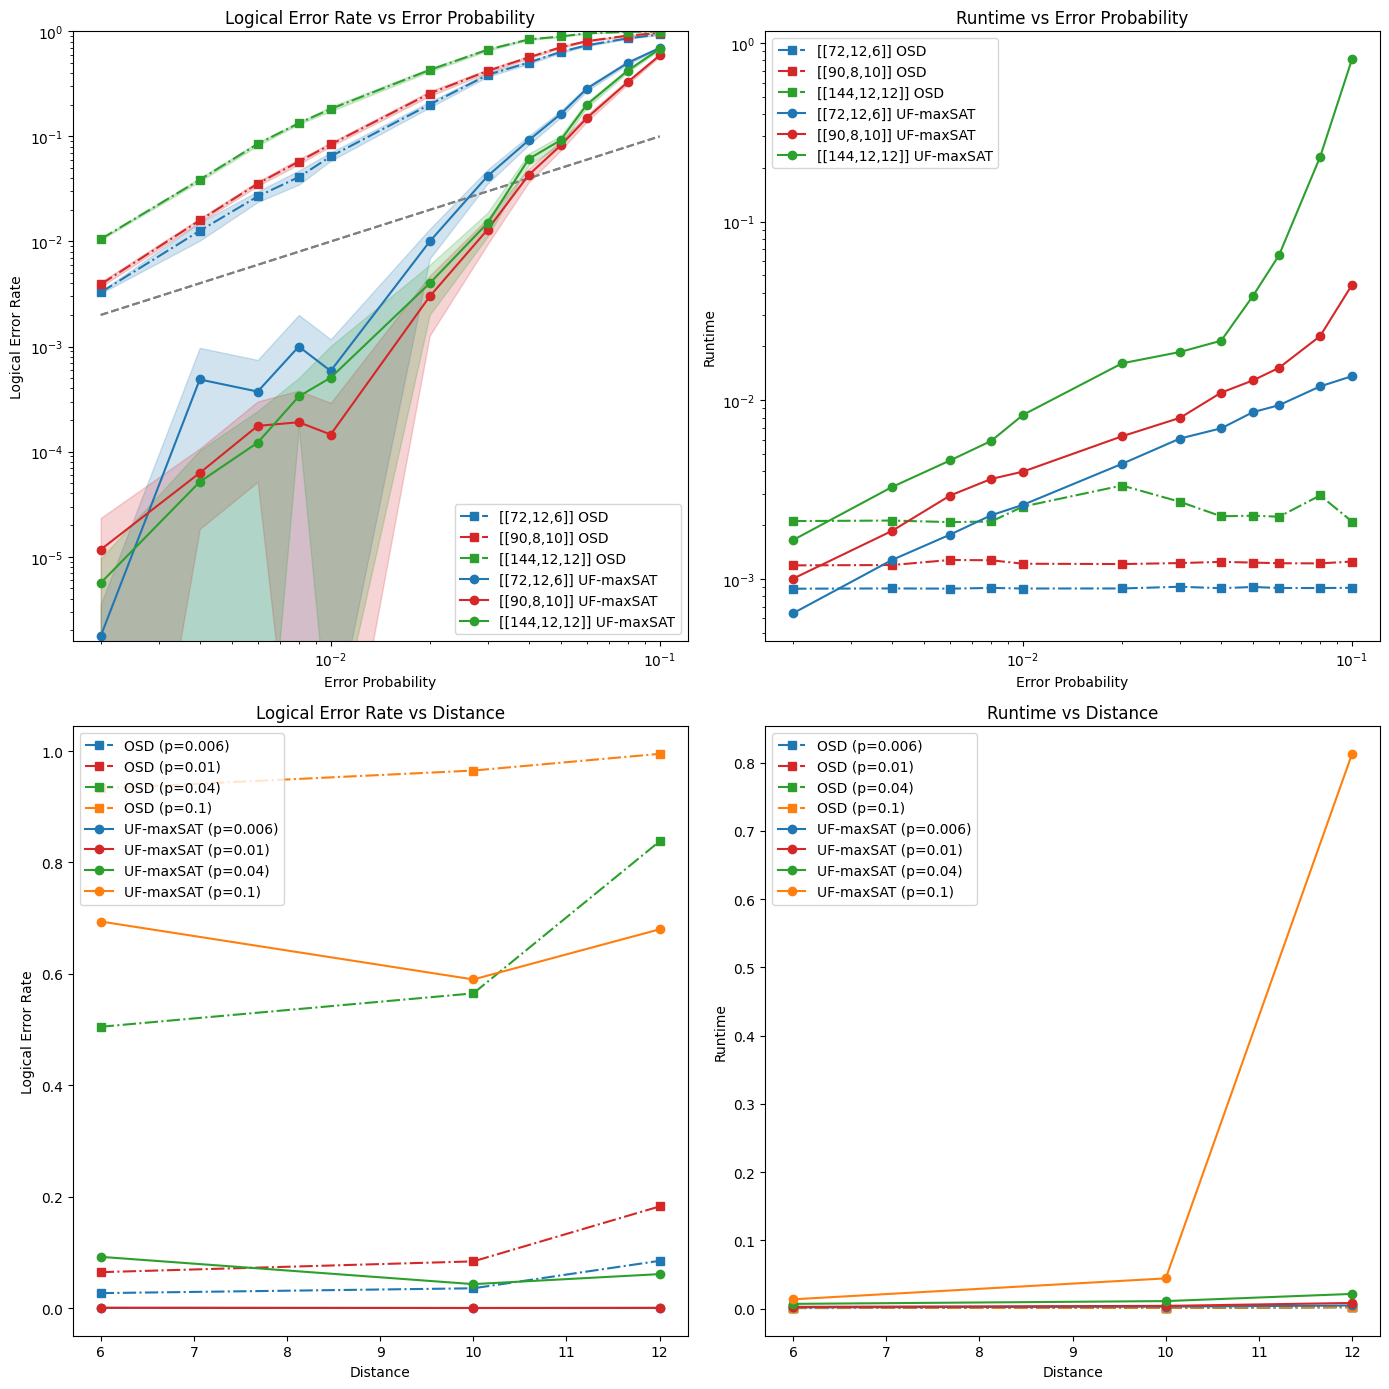 Logical Error Rate vs Error Probability
10⁰
10⁻¹
10⁻²
10⁻³
10⁻⁴
10⁻⁵
Logical Error Rate
[[72,12,6]] OSD
[[90,8,10]] OSD
[[144,12,12]] OSD
[[72,12,6]] UF-maxSAT
[[90,8,10]] UF-maxSAT
[[144,12,12]] UF-maxSAT
10⁻² 10⁻¹
Error Probability
Runtime vs Error Probability
10⁰
10⁻¹
10⁻²
10⁻³
Runtime
[[72,12,6]] OSD
[[90,8,10]] OSD
[[144,12,12]] OSD
[[72,12,6]] UF-maxSAT
[[90,8,10]] UF-maxSAT
[[144,12,12]] UF-maxSAT
10⁻² 10⁻¹
Error Probability
Logical Error Rate vs Distance
1.0
0.8
0.6
0.4
0.2
0.0
Logical Error Rate
OSD (p=0.006)
OSD (p=0.01)
OSD (p=0.04)
OSD (p=0.1)
UF-maxSAT (p=0.006)
UF-maxSAT (p=0.01)
UF-maxSAT (p=0.04)
UF-maxSAT (p=0.1)
6 7 8 9 10 11 12
Distance
Runtime vs Distance
0.8
0.7
0.6
0.5
0.4
0.3
0.2
0.1
0.0
Runtime
OSD (p=0.006)
OSD (p=0.01)
OSD (p=0.04)
OSD (p=0.1)
UF-maxSAT (p=0.006)
UF-maxSAT (p=0.01)
UF-maxSAT (p=0.04)
UF-maxSAT (p=0.1)
6 7 8 9 10 11 12
Distance